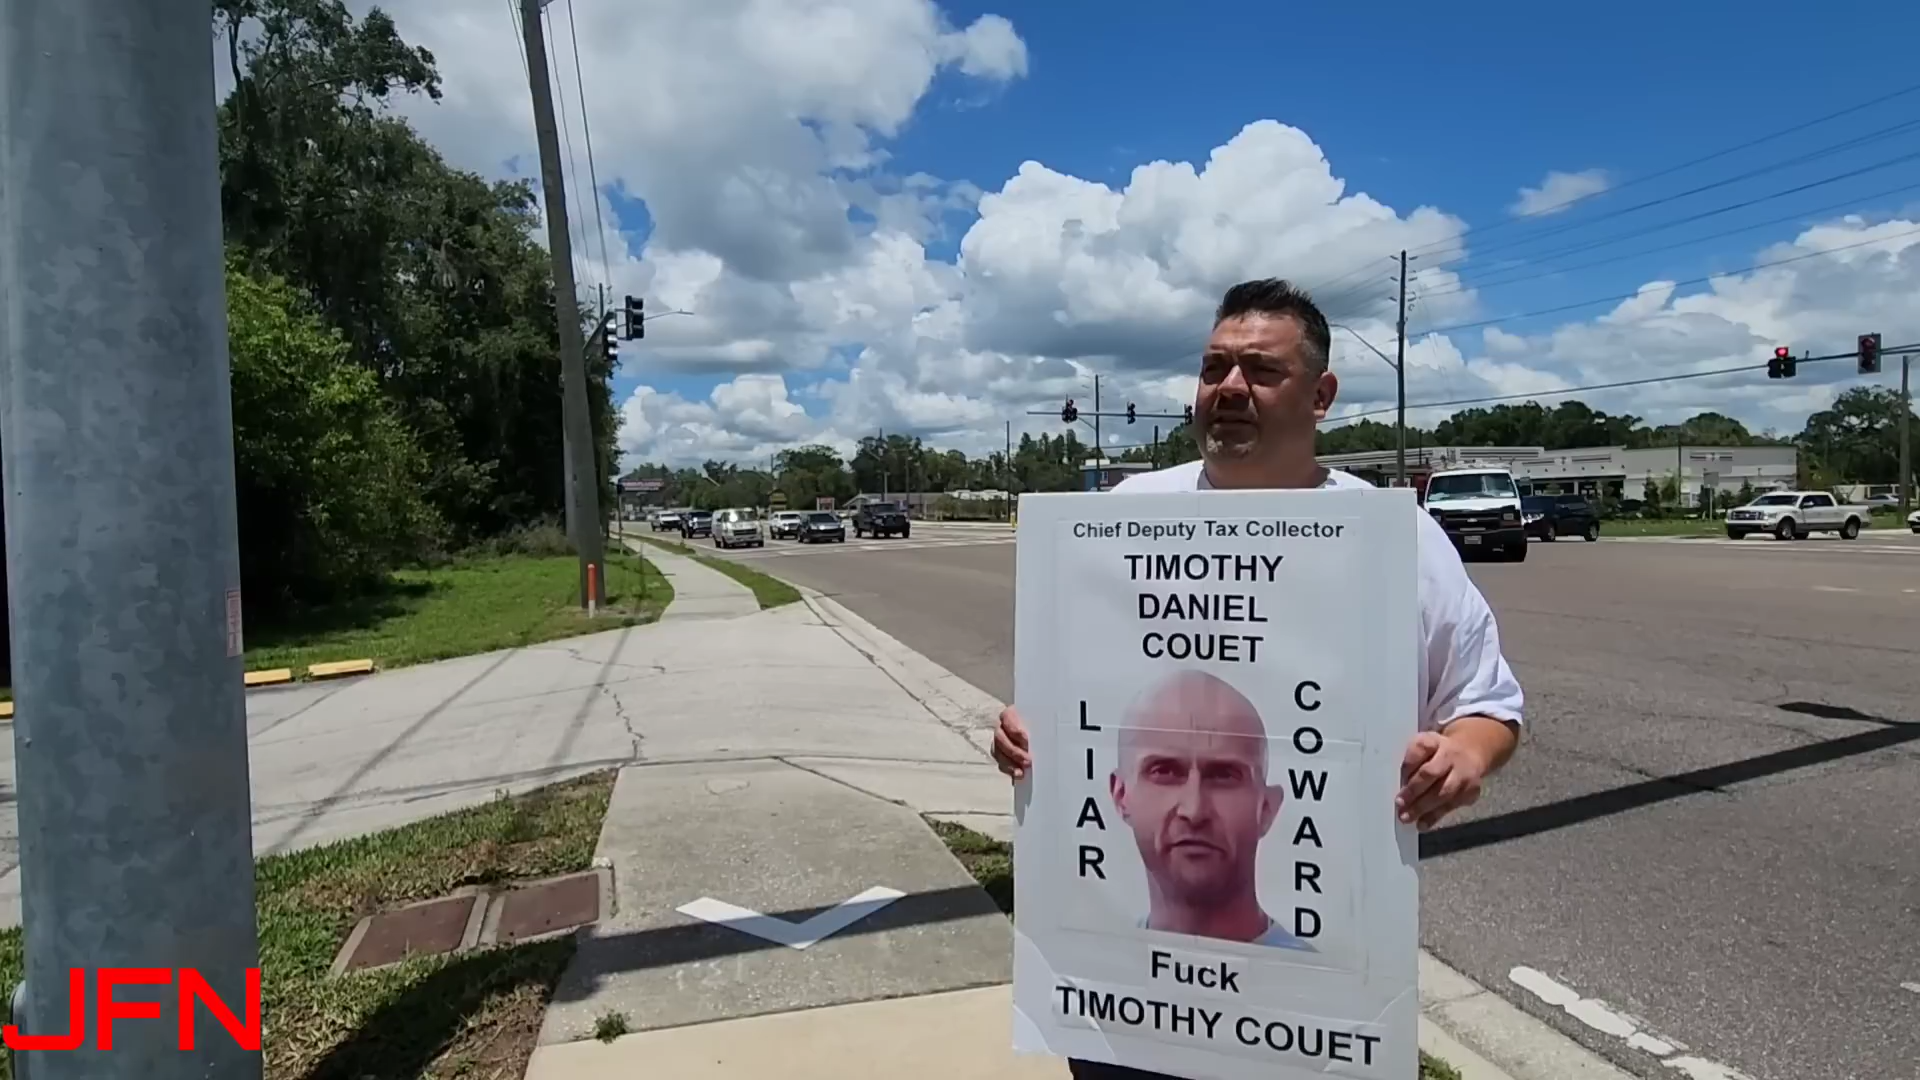 Chief Deputy Tax Collector
TIMOTHY
DANIEL
COUET
LIAR
COWARD
Fuck
TIMOTHY COUET
JFN